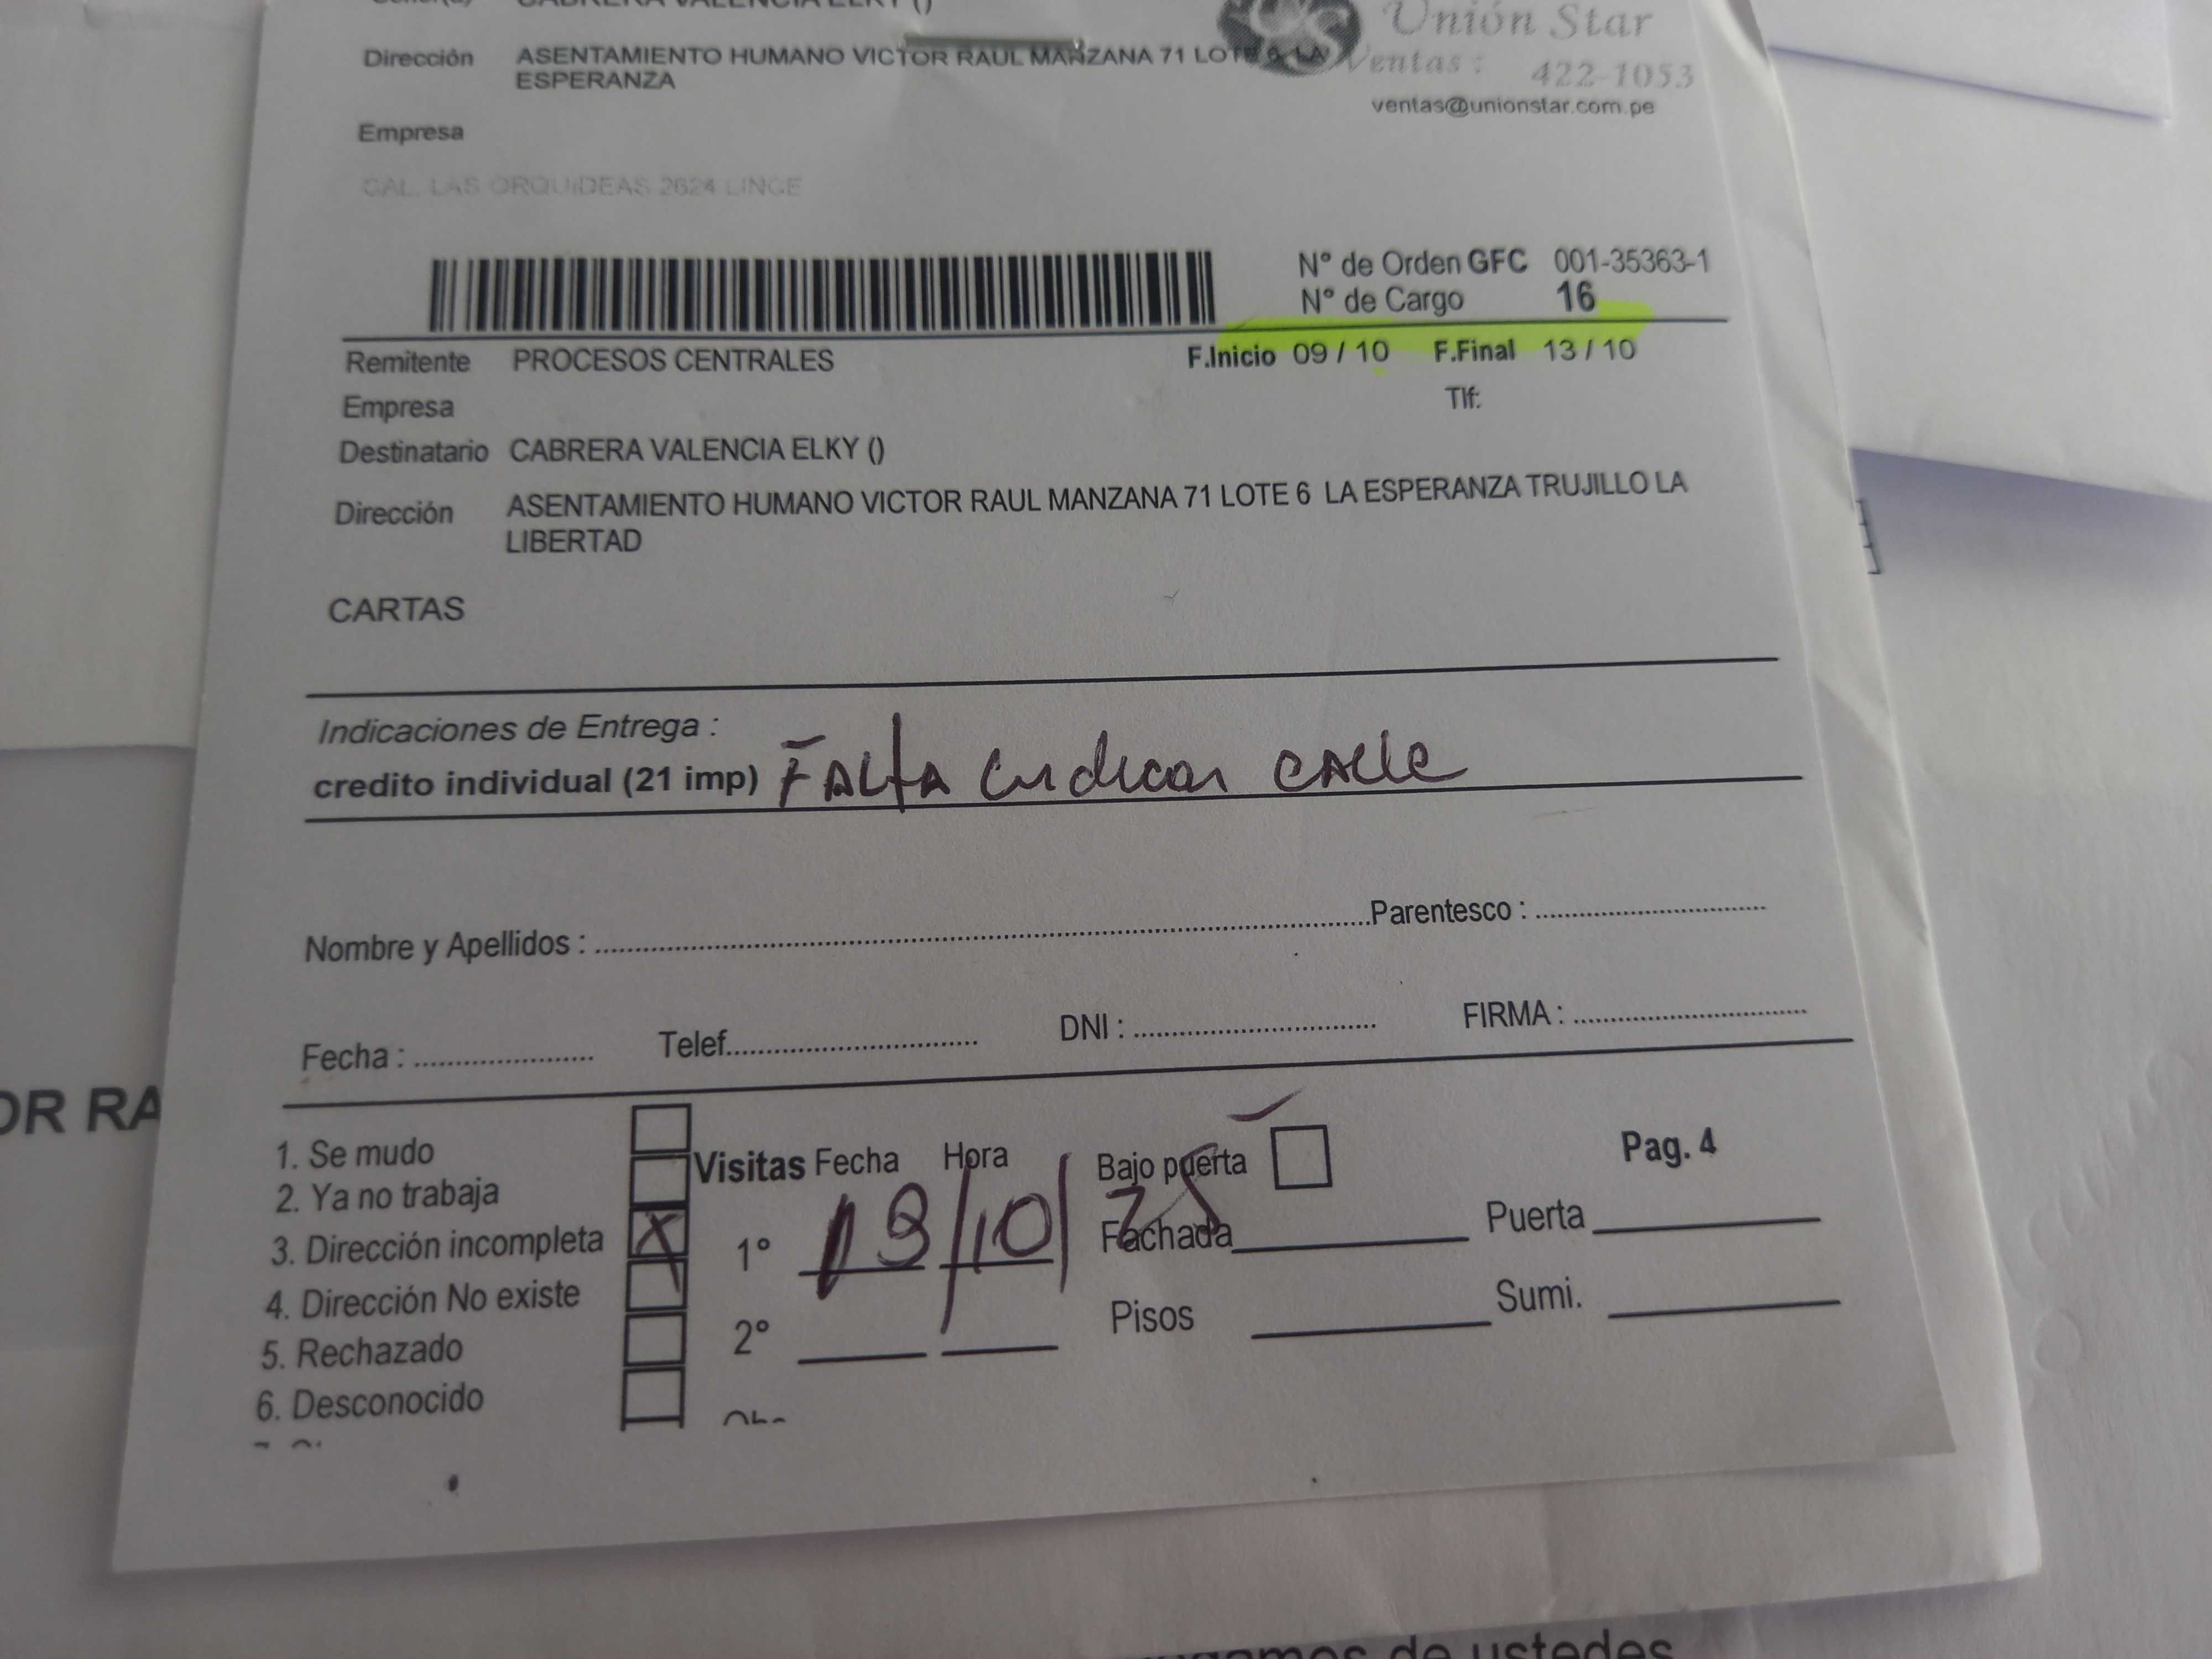 CABRERA VALENCIA ELKY ()
Unión Star
Dirección ASENTAMIENTO HUMANO VICTOR RAUL MANZANA 71 LOTE 6 LA
ESPERANZA
Ventas : 422-1053
ventas@unionstar.com.pe
Empresa
CAL. LAS ORQUIDEAS 2624 LINCE
N° de Orden GFC 001-35363-1
N° de Cargo 16
Remitente PROCESOS CENTRALES F.Inicio 09 / 10 F.Final 13 / 10
Empresa Tlf:
Destinatario CABRERA VALENCIA ELKY ()
Dirección ASENTAMIENTO HUMANO VICTOR RAUL MANZANA 71 LOTE 6 LA ESPERANZA TRUJILLO LA
LIBERTAD
CARTAS
Indicaciones de Entrega :
credito individual (21 imp) FALTA indicar calle
Nombre y Apellidos : Parentesco :
Fecha : Telef. DNI : FIRMA :
1. Se mudo
2. Ya no trabaja
3. Dirección incompleta X
4. Dirección No existe
5. Rechazado
6. Desconocido
Visitas Fecha Hora
1° /10/25
2°
Bajo puerta Pag. 4
Fachada Puerta
Pisos Sumi.
OR RA
de ustedes